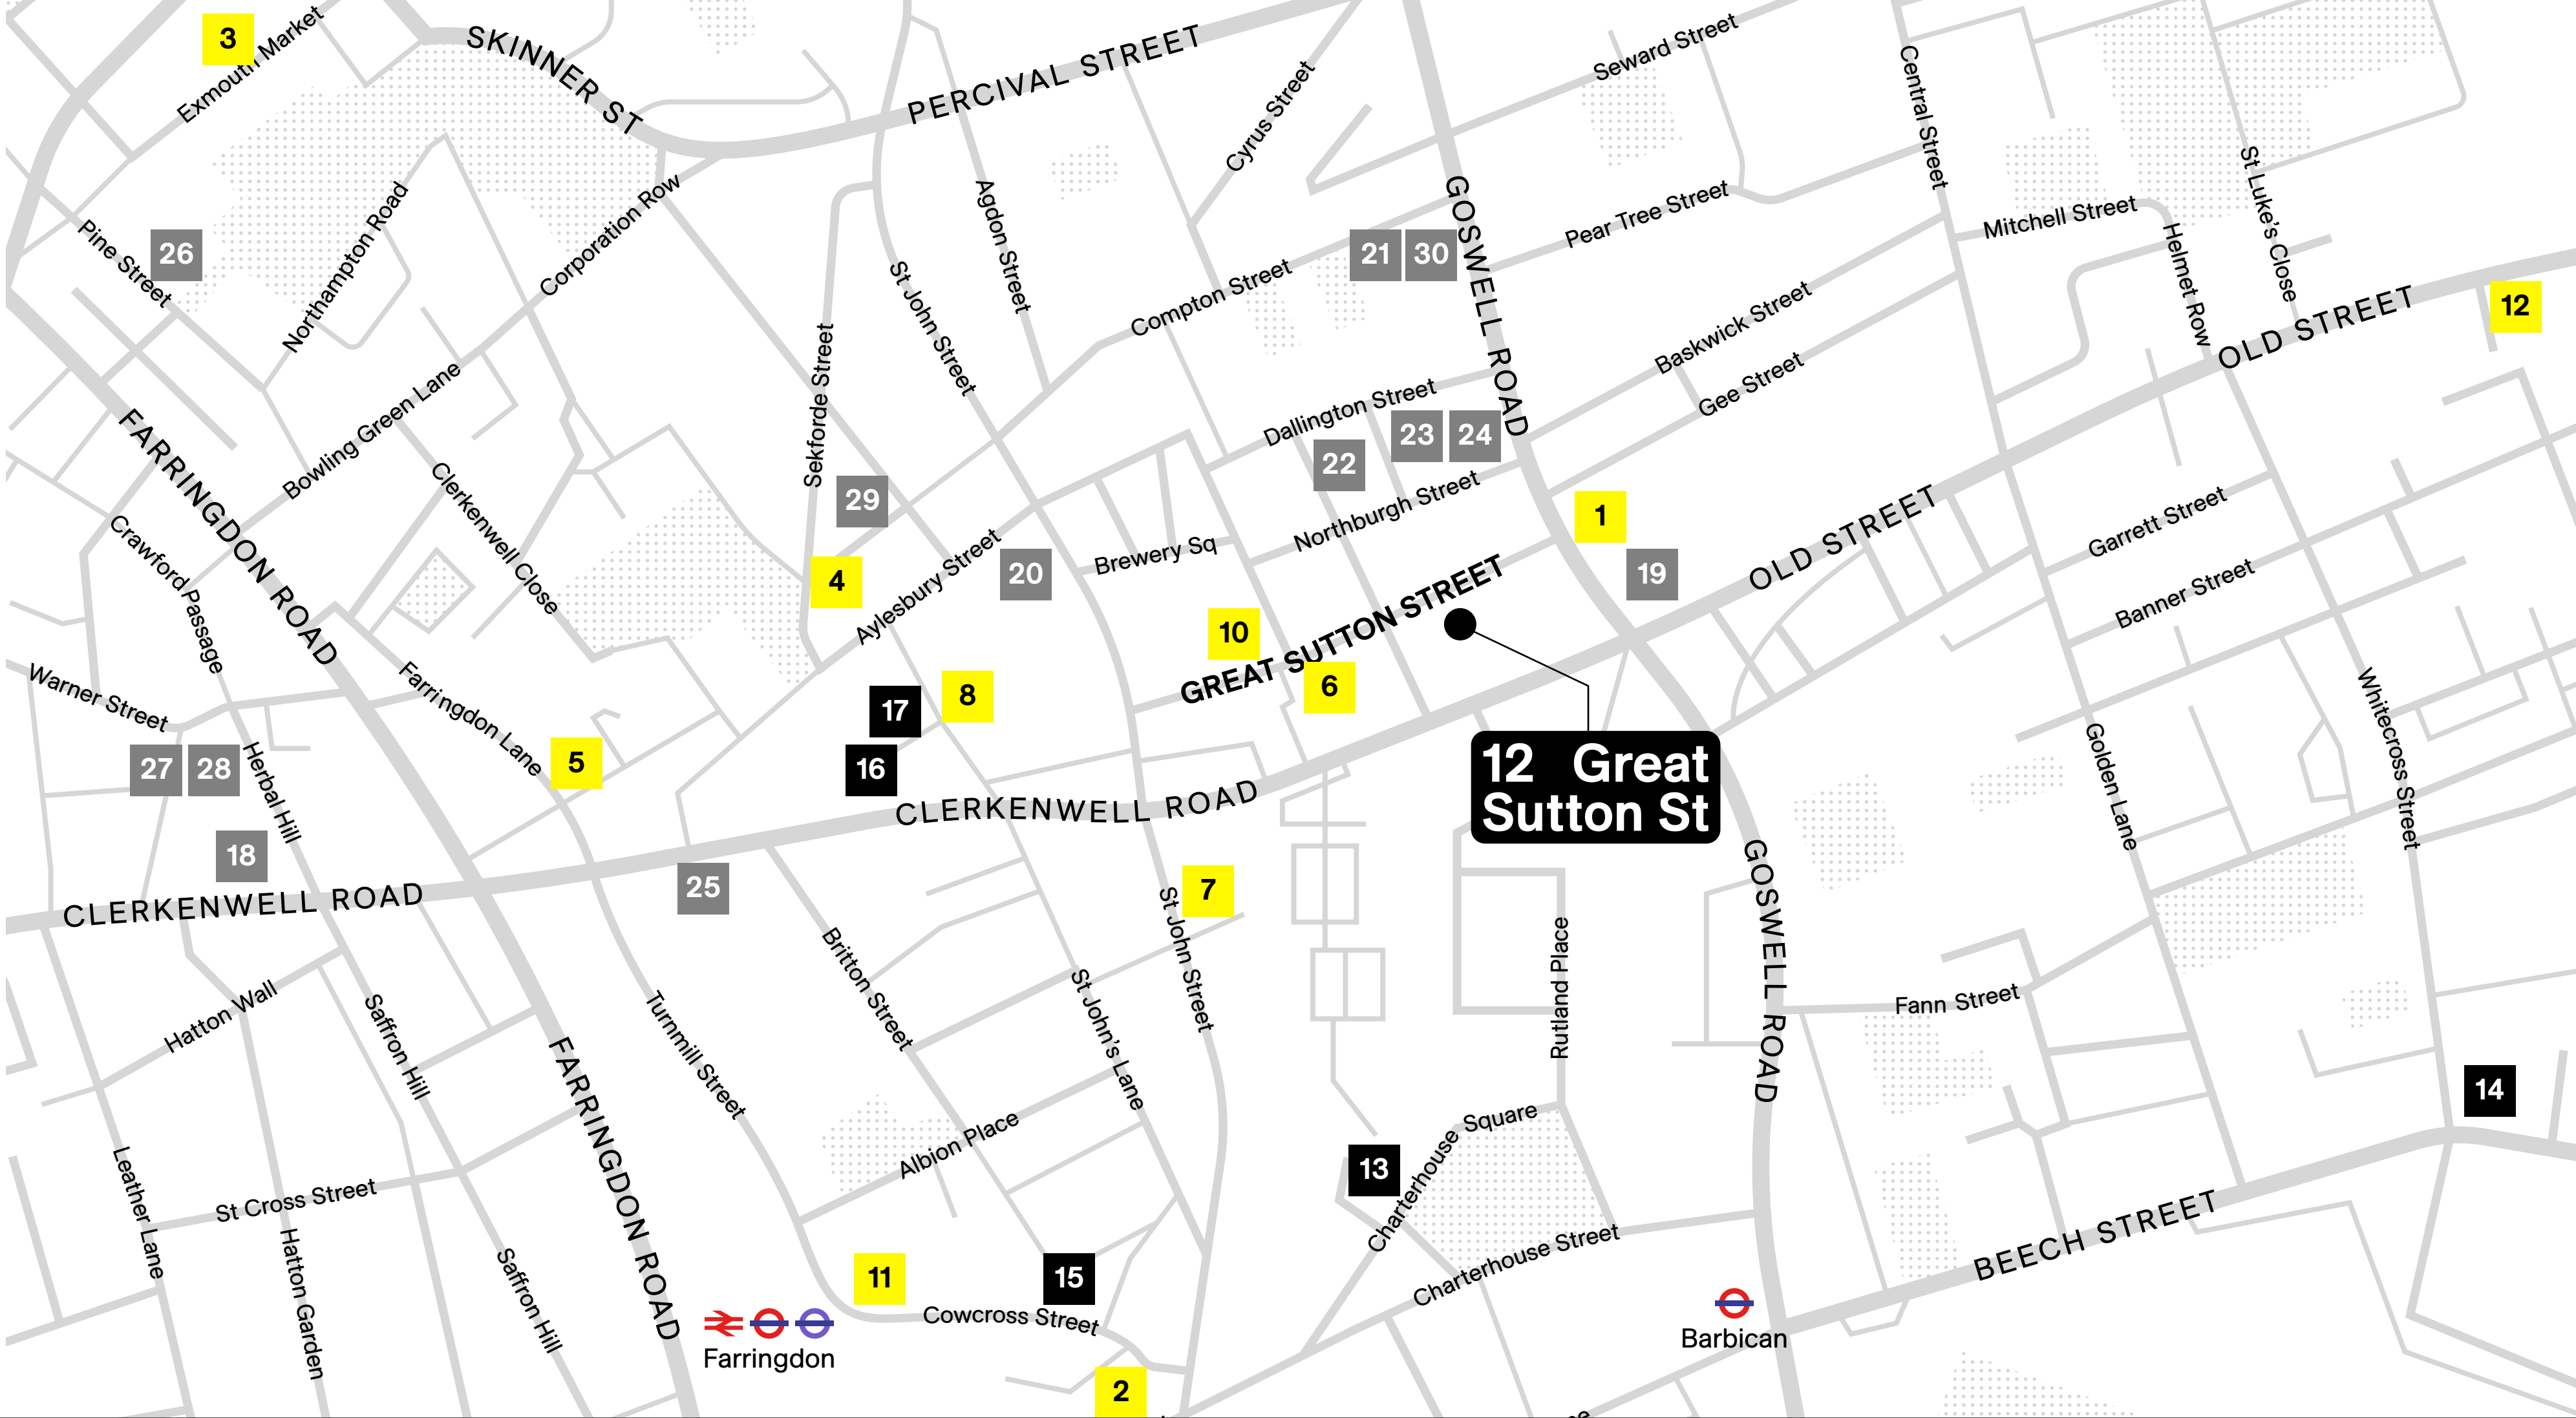 3
Exmouth Market
SKINNER ST
PERCIVAL STREET
Cyrus Street
Seward Street
Central Street
St Luke's Close
Pine Street
26
Northampton Road
Corporation Row
Agdon Street
St John Street
Compton Street
21
30
GOSWELL ROAD
Pear Tree Street
Mitchell Street
Helmet Row
OLD STREET
12
FARRINGDON ROAD
Bowling Green Lane
Sekforde Street
Dallington Street
Baskwick Street
Gee Street
22
23
24
Northburgh Street
Clerkenwell Close
29
Crawford Passage
4
Aylesbury Street
20
Brewery Sq
1
19
OLD STREET
Garrett Street
Banner Street
10
GREAT SUTTON STREET
6
Warner Street
Farringdon Lane
17
8
16
5
27
28
Herbal Hill
18
12 Great
Sutton St
Golden Lane
Whitecross Street
CLERKENWELL ROAD
CLERKENWELL ROAD
25
7
St John Street
GOSWELL ROAD
Britton Street
Rutland Place
Fann Street
Hatton Wall
Saffron Hill
Turnmill Street
St John's Lane
FARRINGDON ROAD
14
Albion Place
Charterhouse Square
13
Leather Lane
St Cross Street
Hatton Garden
Saffron Hill
Charterhouse Street
BEECH STREET
11
15
Cowcross Street
Farringdon
Barbican
2